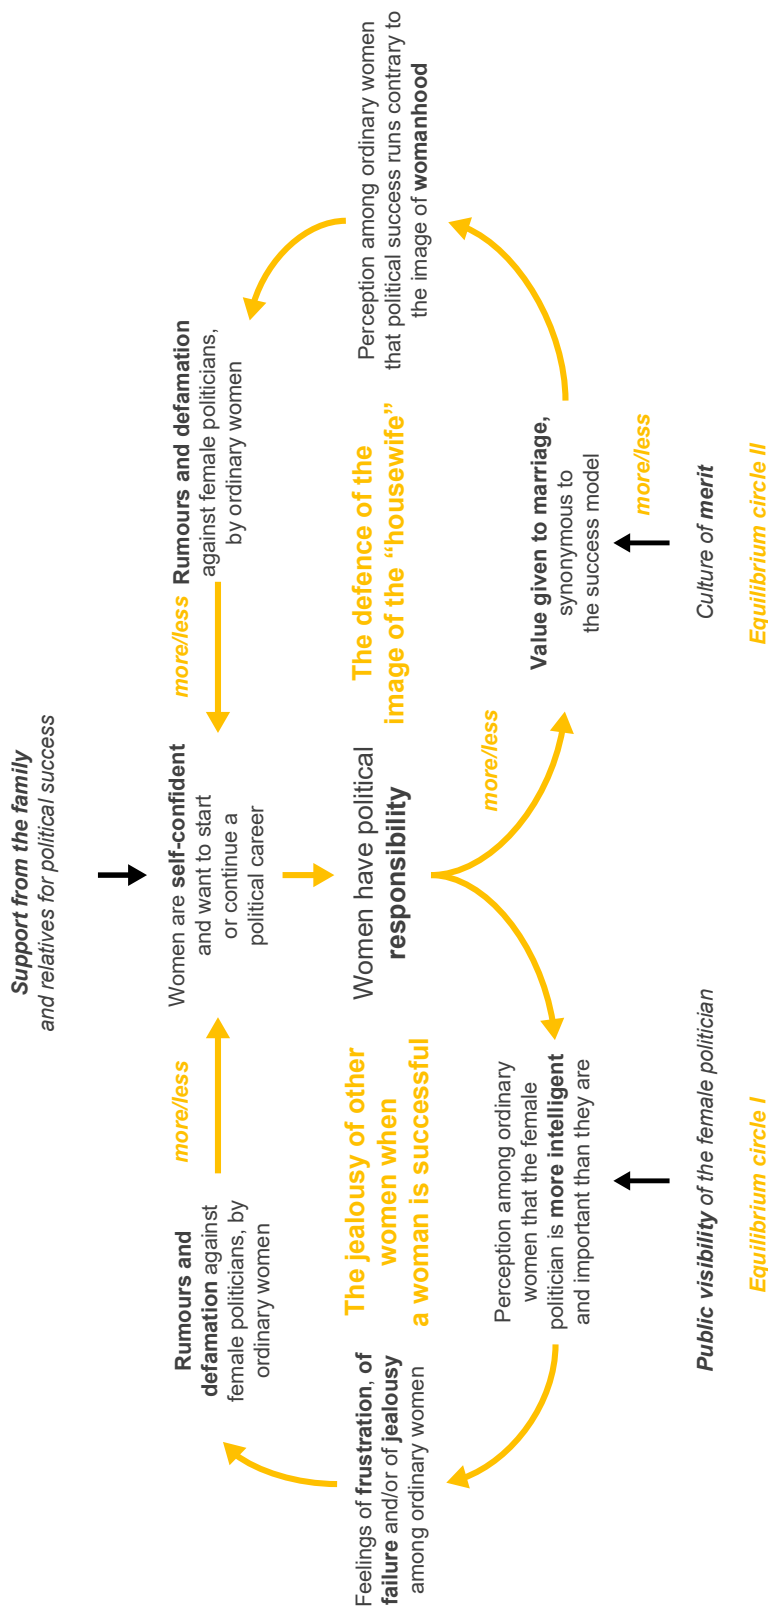 Support from the family
and relatives for political success
Rumours and
defamation against
female politicians, by
ordinary women
more/less
Women are self-confident
and want to start
or continue a
political career
more/less
Rumours and defamation
against female politicians,
by ordinary women
Feelings of frustration, of
failure and/or of jealousy
among ordinary women
The jealousy of other
women when
a woman is successful
Women have political
responsibility
The defence of the
image of the “housewife”
Perception among ordinary women
that political success runs contrary to
the image of womanhood
more/less
Perception among ordinary
women that the female
politician is more intelligent
and important than they are
Value given to marriage,
synonymous to
the success model
more/less
Public visibility of the female politician
Culture of merit
Equilibrium circle I
Equilibrium circle II